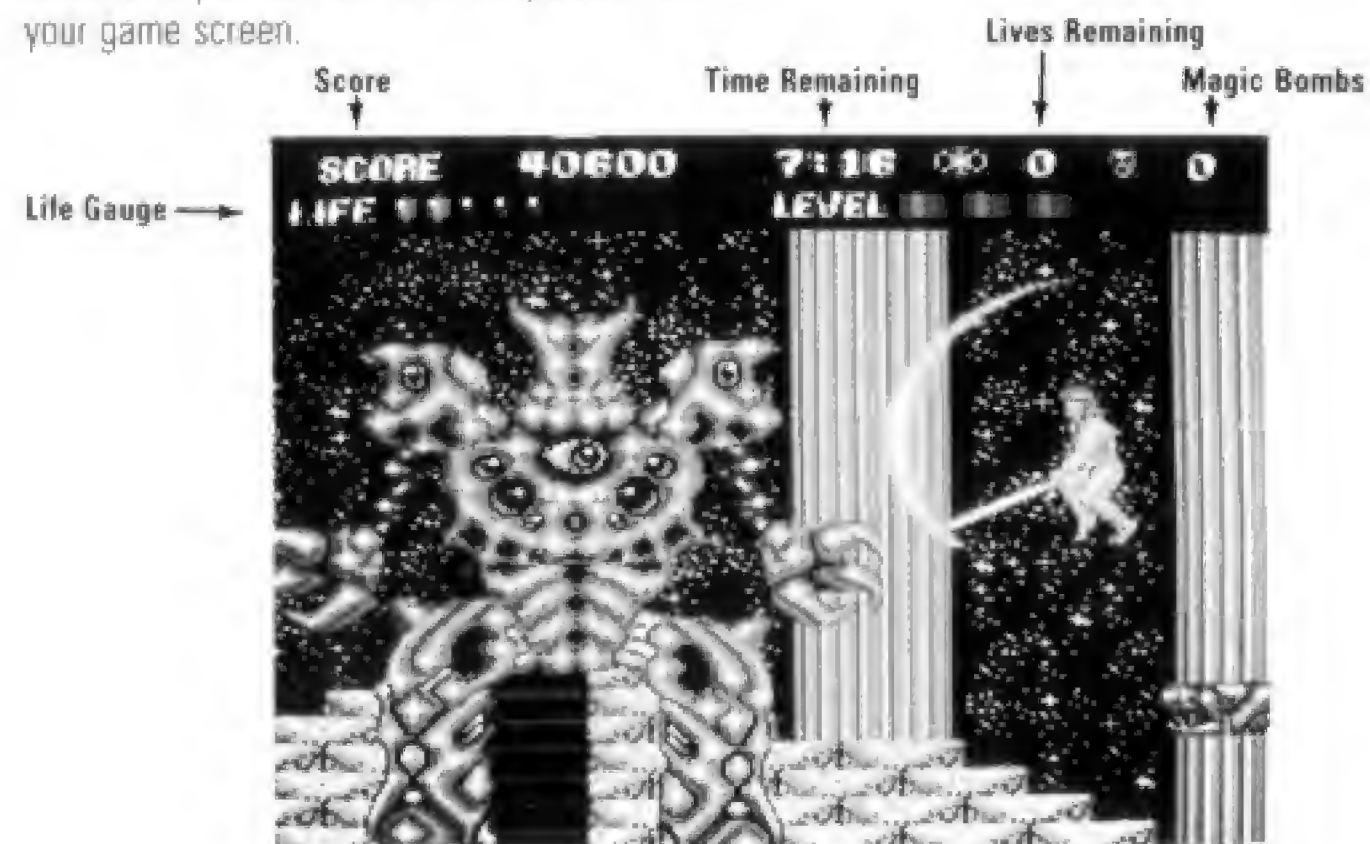 your game screen.
Lives Remaining
Score Time Remaining Magic Bombs
SCORE 40600 7:16 0 0
Life Gauge LIFE LEVEL